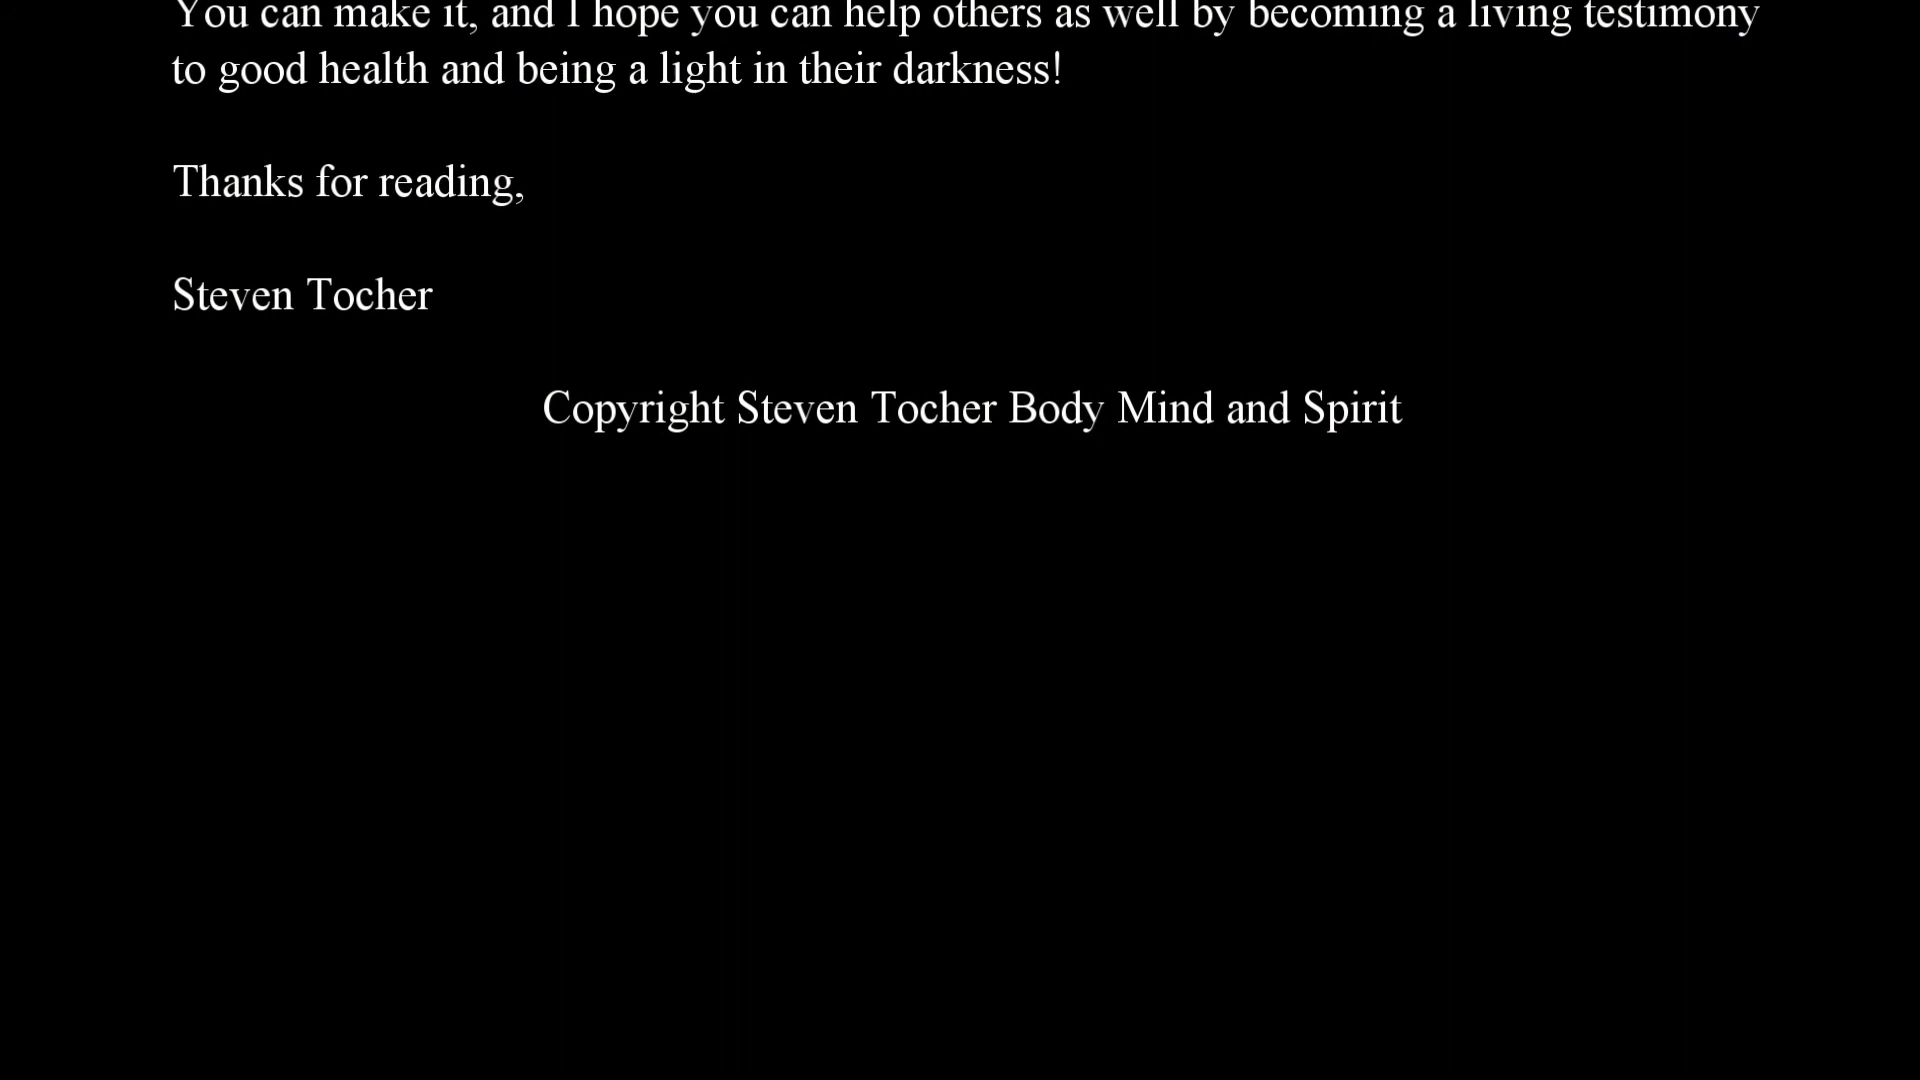 You can make it, and I hope you can help others as well by becoming a living testimony
to good health and being a light in their darkness!
Thanks for reading,
Steven Tocher
Copyright Steven Tocher Body Mind and Spirit